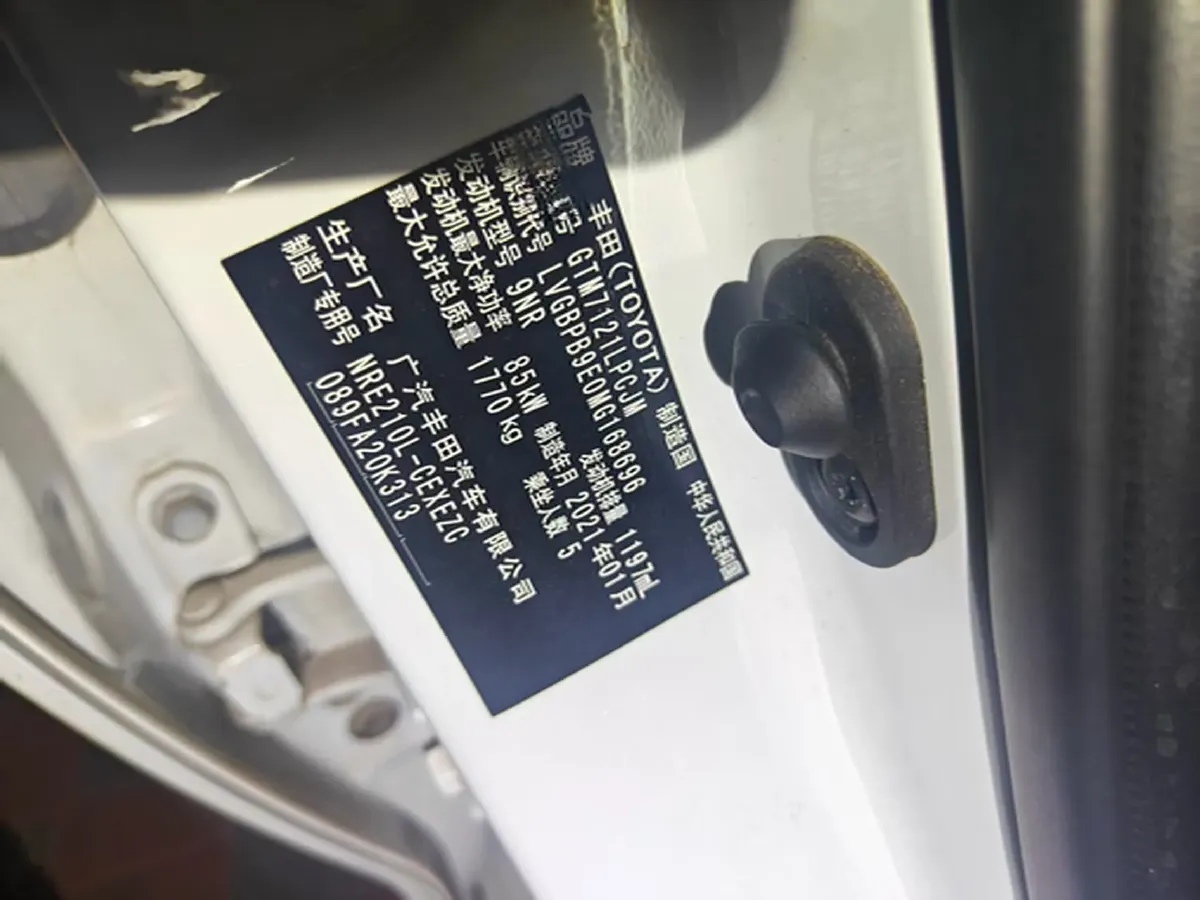 品牌 丰田(TOYOTA) 制造国 中华人民共和国
型号 GTM7121LPCJM
车辆识别代号 LVGBPB9E0MG168696
发动机型号 9NR 发动机排量 1197mL
发动机最大净功率 85kW 制造年月 2021年01月
最大允许总质量 1770kg 乘坐人数 5
生产厂名 广汽丰田汽车有限公司
制造厂专用号 NRE210L-CEXEZC
089FA20K313